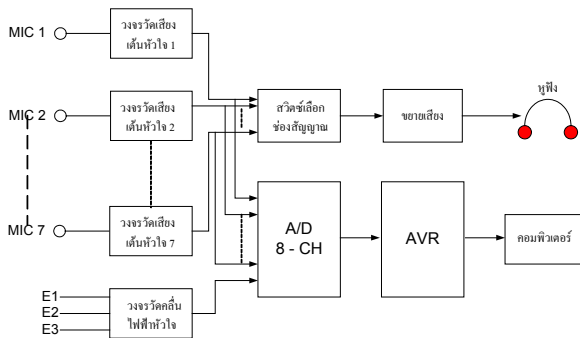 MIC 1
วงจรวัดเสียง
เต้นหัวใจ 1
MIC 2
วงจรวัดเสียง
เต้นหัวใจ 2
สวิตซ์เลือก
ช่องสัญญาณ
ขยายเสียง
หูฟัง
MIC 7
วงจรวัดเสียง
เต้นหัวใจ 7
A/D
8 - CH
AVR
คอมพิวเตอร์
E1
E2
E3
วงจรวัดคลื่น
ไฟฟ้าหัวใจ